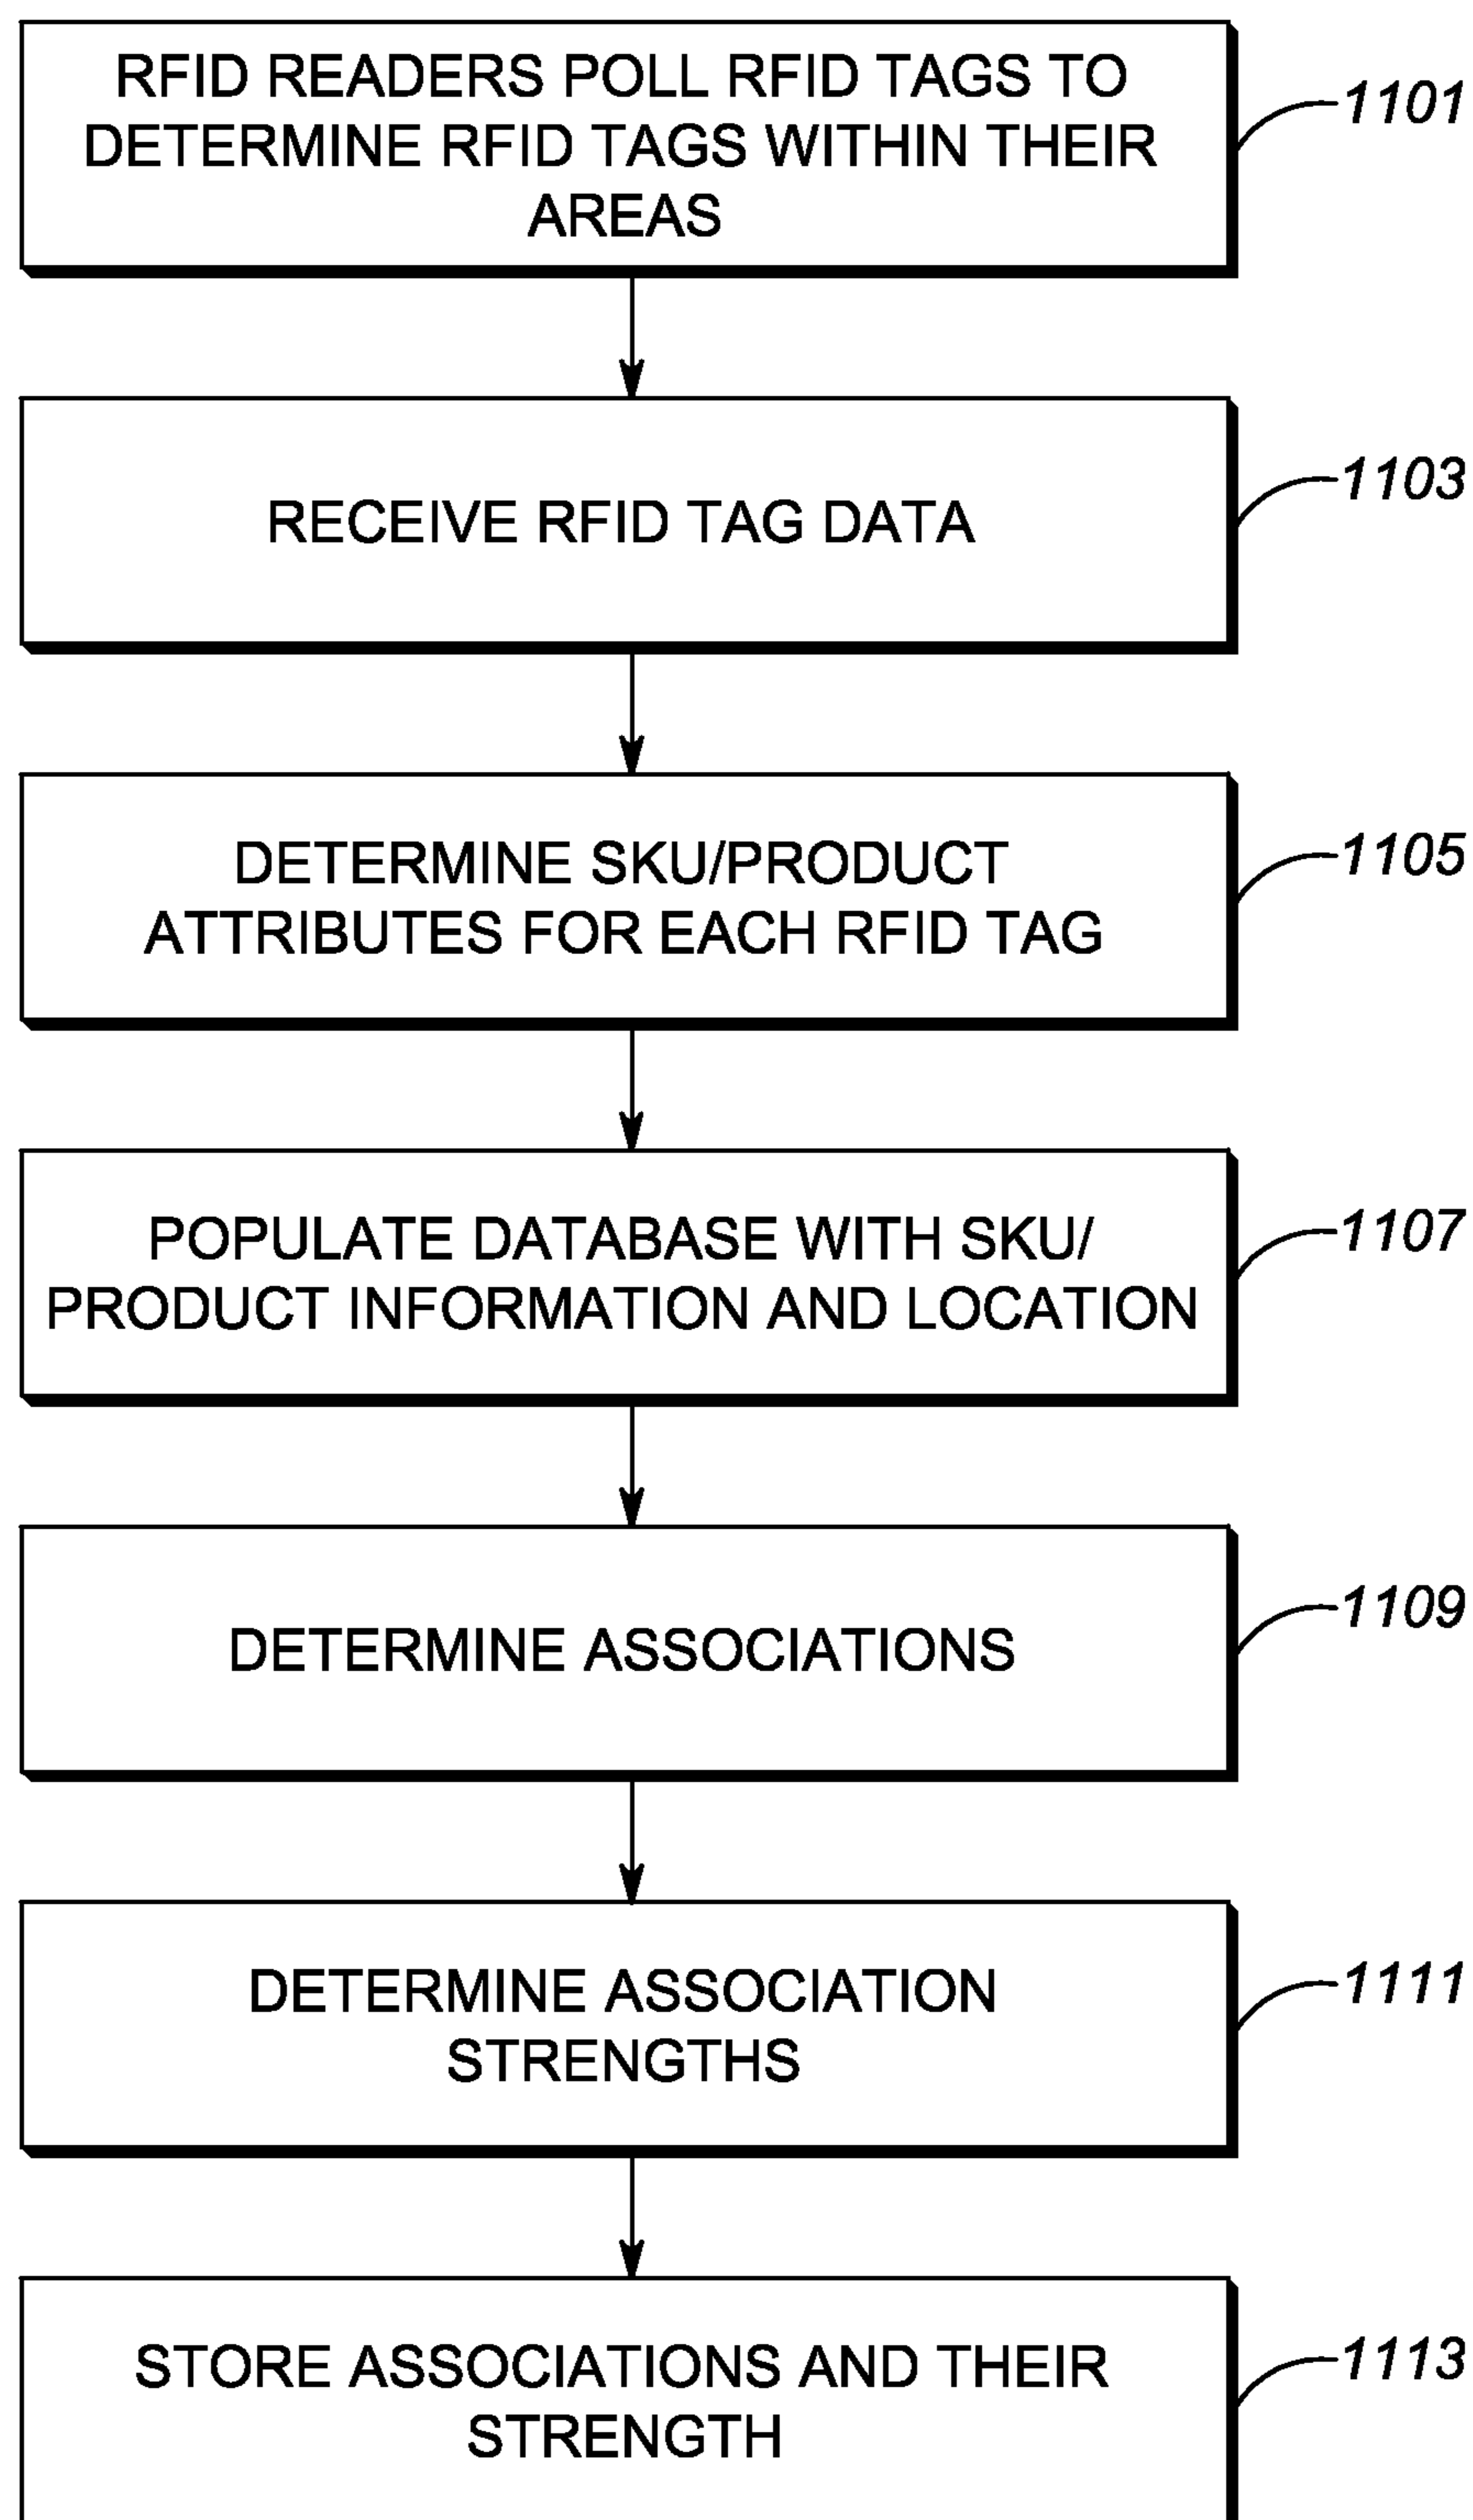 RFID READERS POLL RFID TAGS TO
DETERMINE RFID TAGS WITHIN THEIR
AREAS
1101
RECEIVE RFID TAG DATA
1103
DETERMINE SKU/PRODUCT
ATTRIBUTES FOR EACH RFID TAG
1105
POPULATE DATABASE WITH SKU/
PRODUCT INFORMATION AND LOCATION
1107
DETERMINE ASSOCIATIONS
1109
DETERMINE ASSOCIATION
STRENGTHS
1111
STORE ASSOCIATIONS AND THEIR
STRENGTH
1113